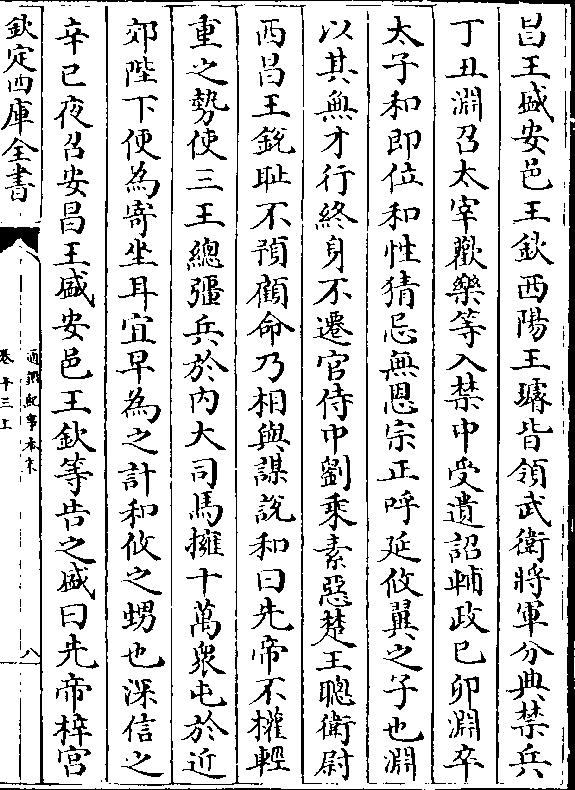 昌王盛安邑王欽西陽王璿皆領武衛將軍分典禁兵
丁丑淵召太宰歡樂等入禁中受遺詔輔政己卯淵卒
太子和即位和性猜忌無恩宗正呼延攸翼之子也淵
以其無才行終身不遷官侍中劉乘素惡楚王聰衛尉
西昌王銳恥不預顧命乃相與謀說和曰先帝不權輕
重之勢使三王總彊兵於內大司馬擁十萬衆屯於近
郊陛下便為寄坐耳宜早為之計和攸之甥也深信之
辛巳夜召安昌王盛安邑王欽等告之盛曰先帝梓宮
欽定四庫全書
通鑑紀事本末
卷十三上
八